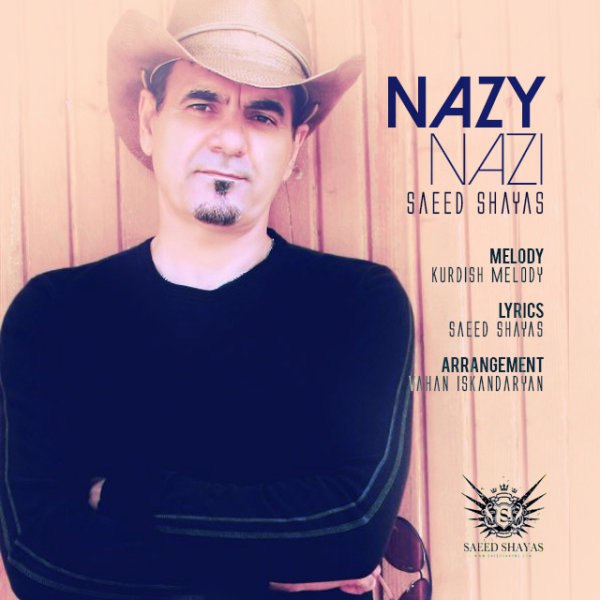 NAZY
NAZI
SAEED SHAYAS
MELODY
KURDISH MELODY
LYRICS
SAEED SHAYAS
ARRANGEMENT
VAHAN ISKANDARYAN
S
SAEED SHAYAS